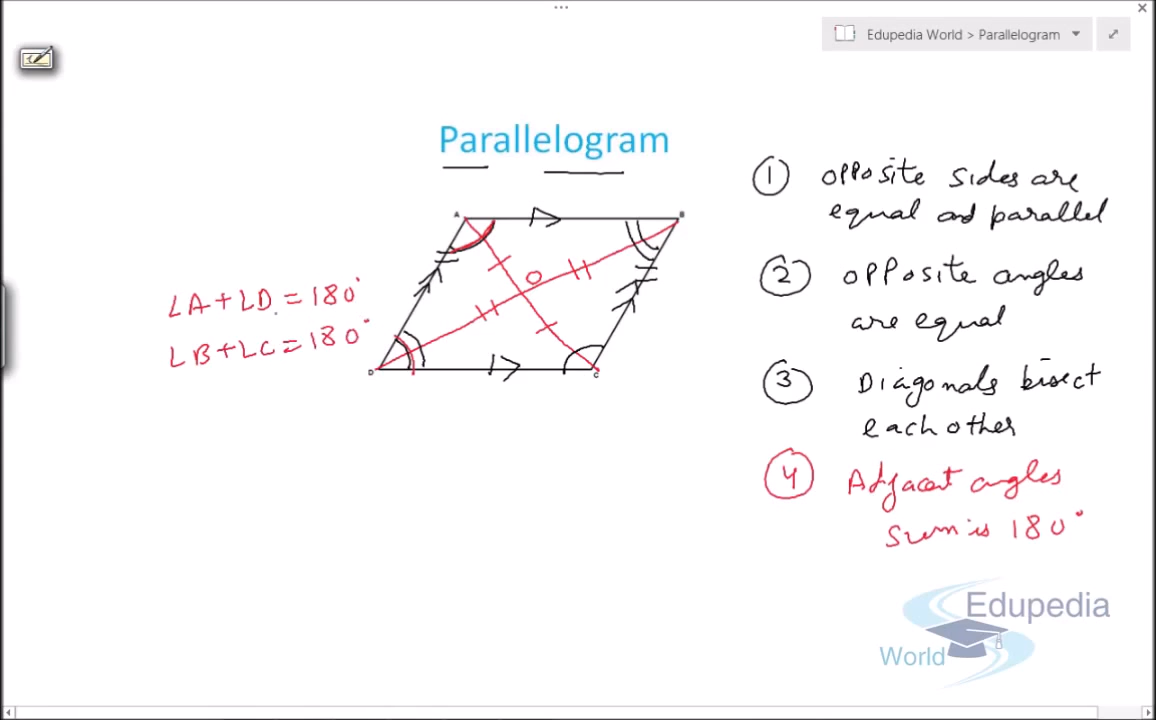 Edupedia World > Parallelogram
Parallelogram
① opposite sides are
equal and parallel
② opposite angles
are equal
③ Diagonals bisect
each other
④ Adjacent angles
Sum is 180°
A
B
O
D
C
∠A+∠D = 180°
∠B+∠C = 180°
Edupedia
World